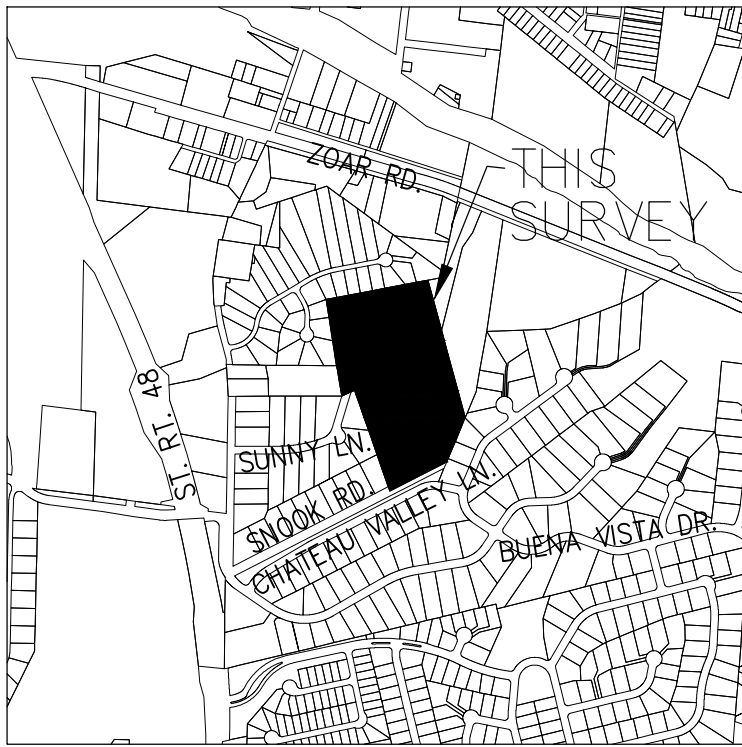 ZOAR RD.
THIS
SURVEY
ST. RT. 48
SUNNY LN.
SNOOK RD.
CHATEAU VALLEY LN.
BUENA VISTA DR.